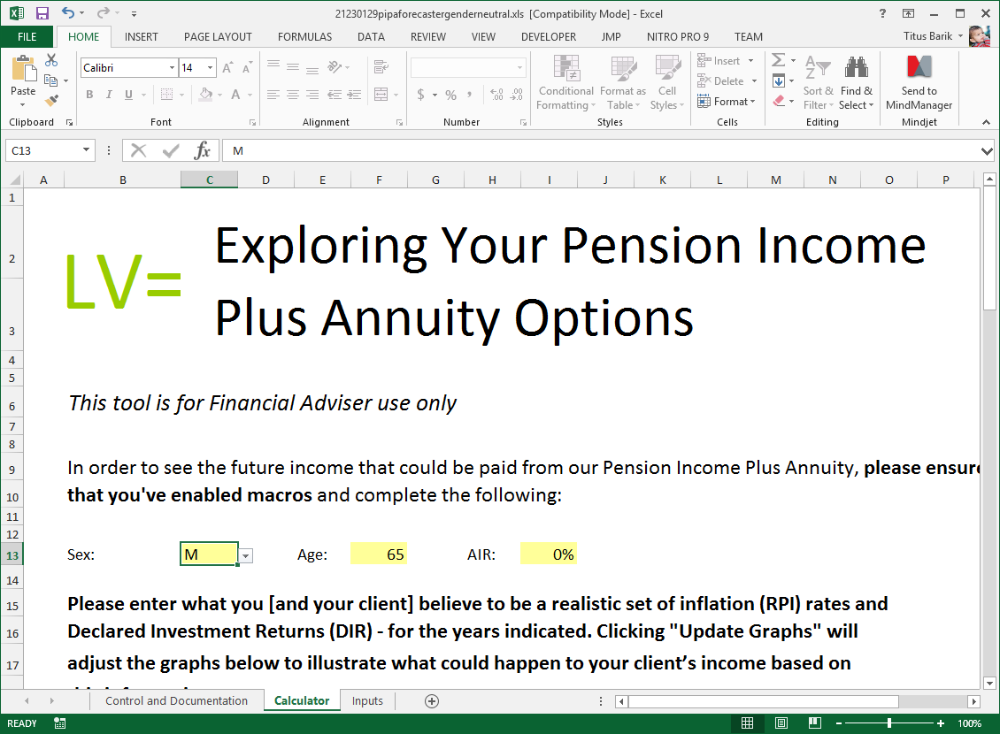 21230129pipaforecastergenderneutral.xls [Compatibility Mode] - Excel
FILE HOME INSERT PAGE LAYOUT FORMULAS DATA REVIEW VIEW DEVELOPER JMP NITRO PRO 9 TEAM Titus Barik
Paste Calibri 14 A A
B I U A
$ % , .0 .00
Conditional Formatting Format as Table Cell Styles
Insert
Delete
Format
Sort & Filter Find & Select
Send to MindManager
Clipboard Font Alignment Number Styles Cells Editing Mindjet
C13 fx M
A B C D E F G H I J K L M N O P
1
2
3
4
5
6
7
8
9
10
11
12
13
14
15
16
17
LV=
Exploring Your Pension Income
Plus Annuity Options
This tool is for Financial Adviser use only
In order to see the future income that could be paid from our Pension Income Plus Annuity, please ensure
that you've enabled macros and complete the following:
Sex: M Age: 65 AIR: 0%
Please enter what you [and your client] believe to be a realistic set of inflation (RPI) rates and
Declared Investment Returns (DIR) - for the years indicated. Clicking "Update Graphs" will
adjust the graphs below to illustrate what could happen to your client’s income based on
Control and Documentation Calculator Inputs
READY 100%